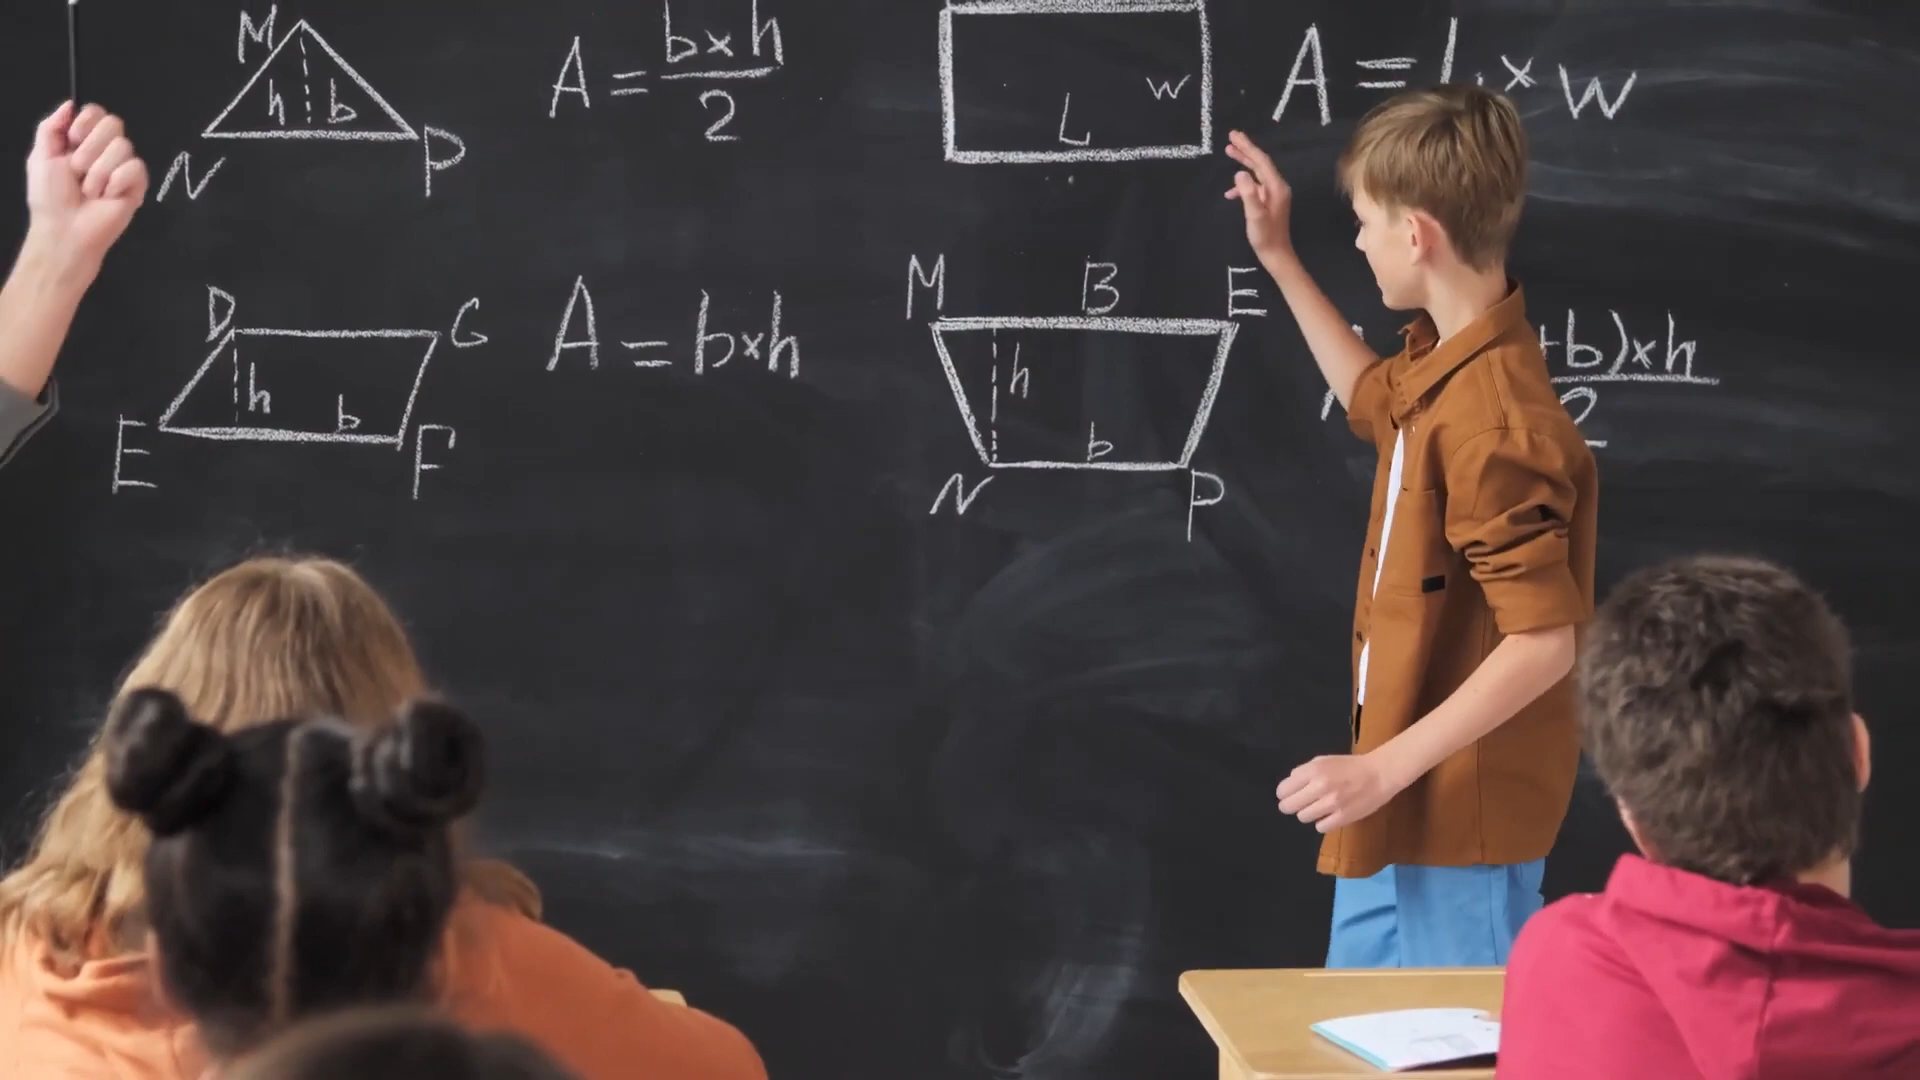 M
h b
N P
A = b×h
2
w
L
A = L × w
D G
h b
E F
A = b×h
M B E
h
b
N P
+b)×h
2